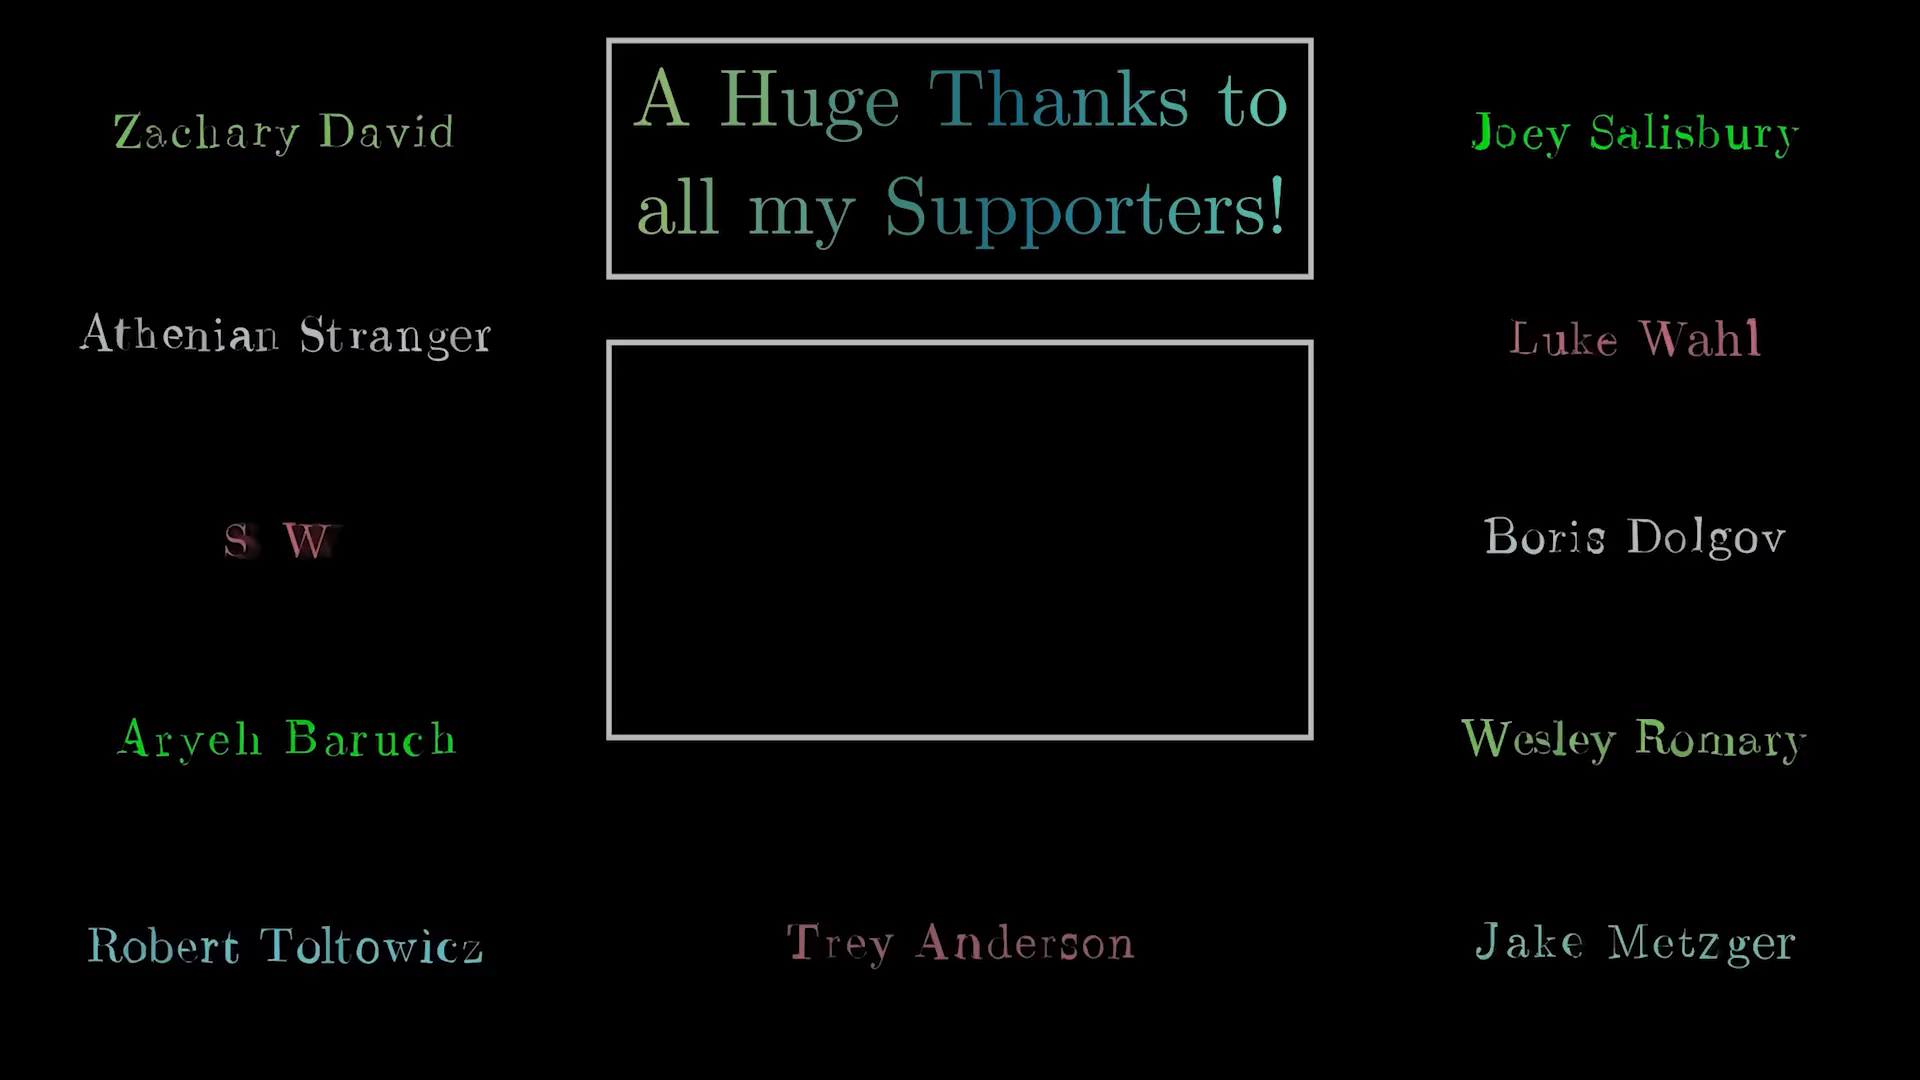 A Huge Thanks to
all my Supporters!
Zachary David
Joey Salisbury
Athenian Stranger
Luke Wahl
S W
Boris Dolgov
Aryeh Baruch
Wesley Romary
Robert Toltowicz
Trey Anderson
Jake Metzger